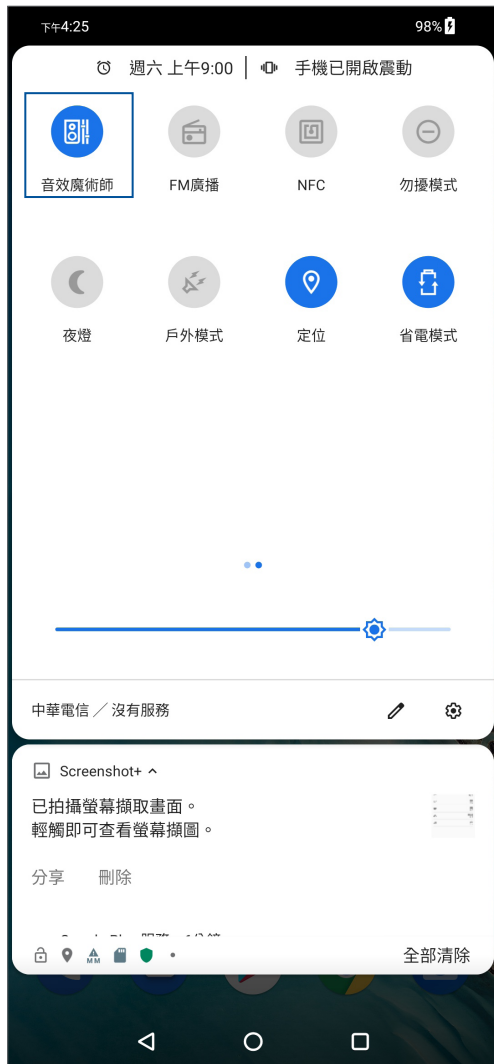 下午4:25 98%
週六 上午9:00 手機已開啟震動
音效魔術師 FM廣播 NFC 勿擾模式
夜燈 戶外模式 定位 省電模式
中華電信／沒有服務
Screenshot+
已拍攝螢幕擷取畫面。
輕觸即可查看螢幕擷圖。
分享 刪除
全部清除